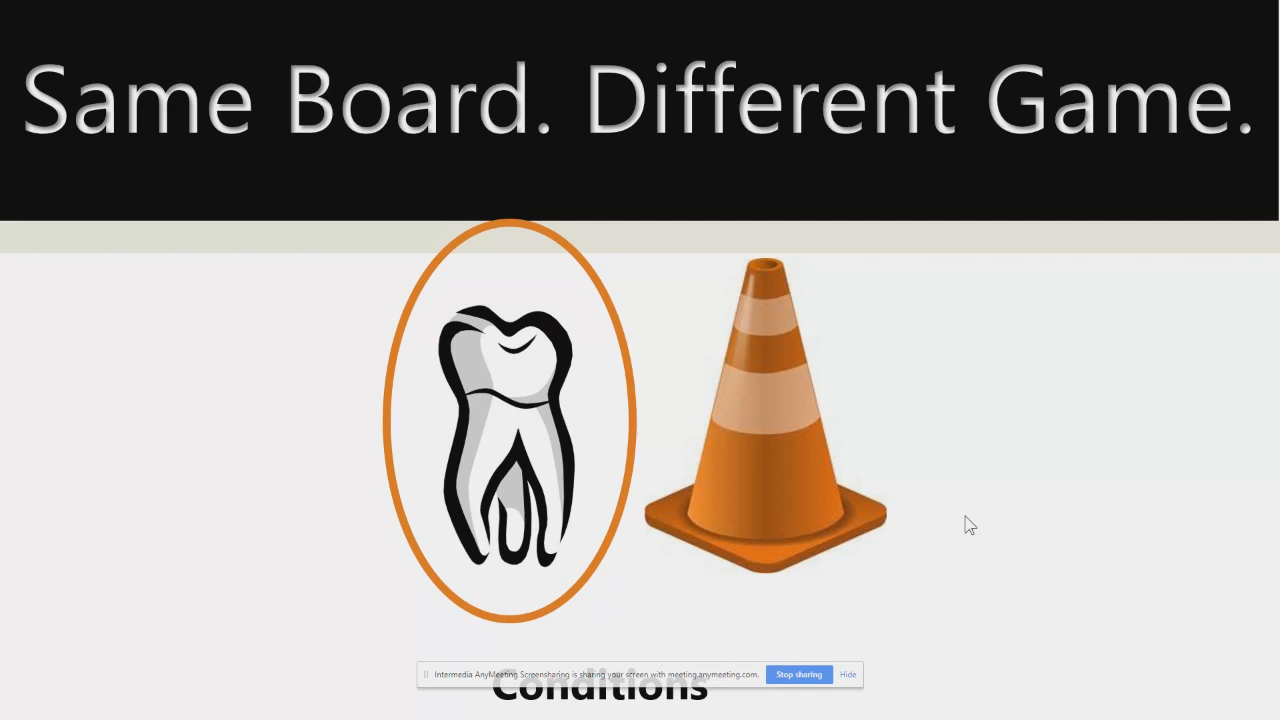 Same Board. Different Game.
Intermedia AnyMeeting Screensharing is sharing your screen with meeting.anymeeting.com. Stop sharing Hide
Conditions